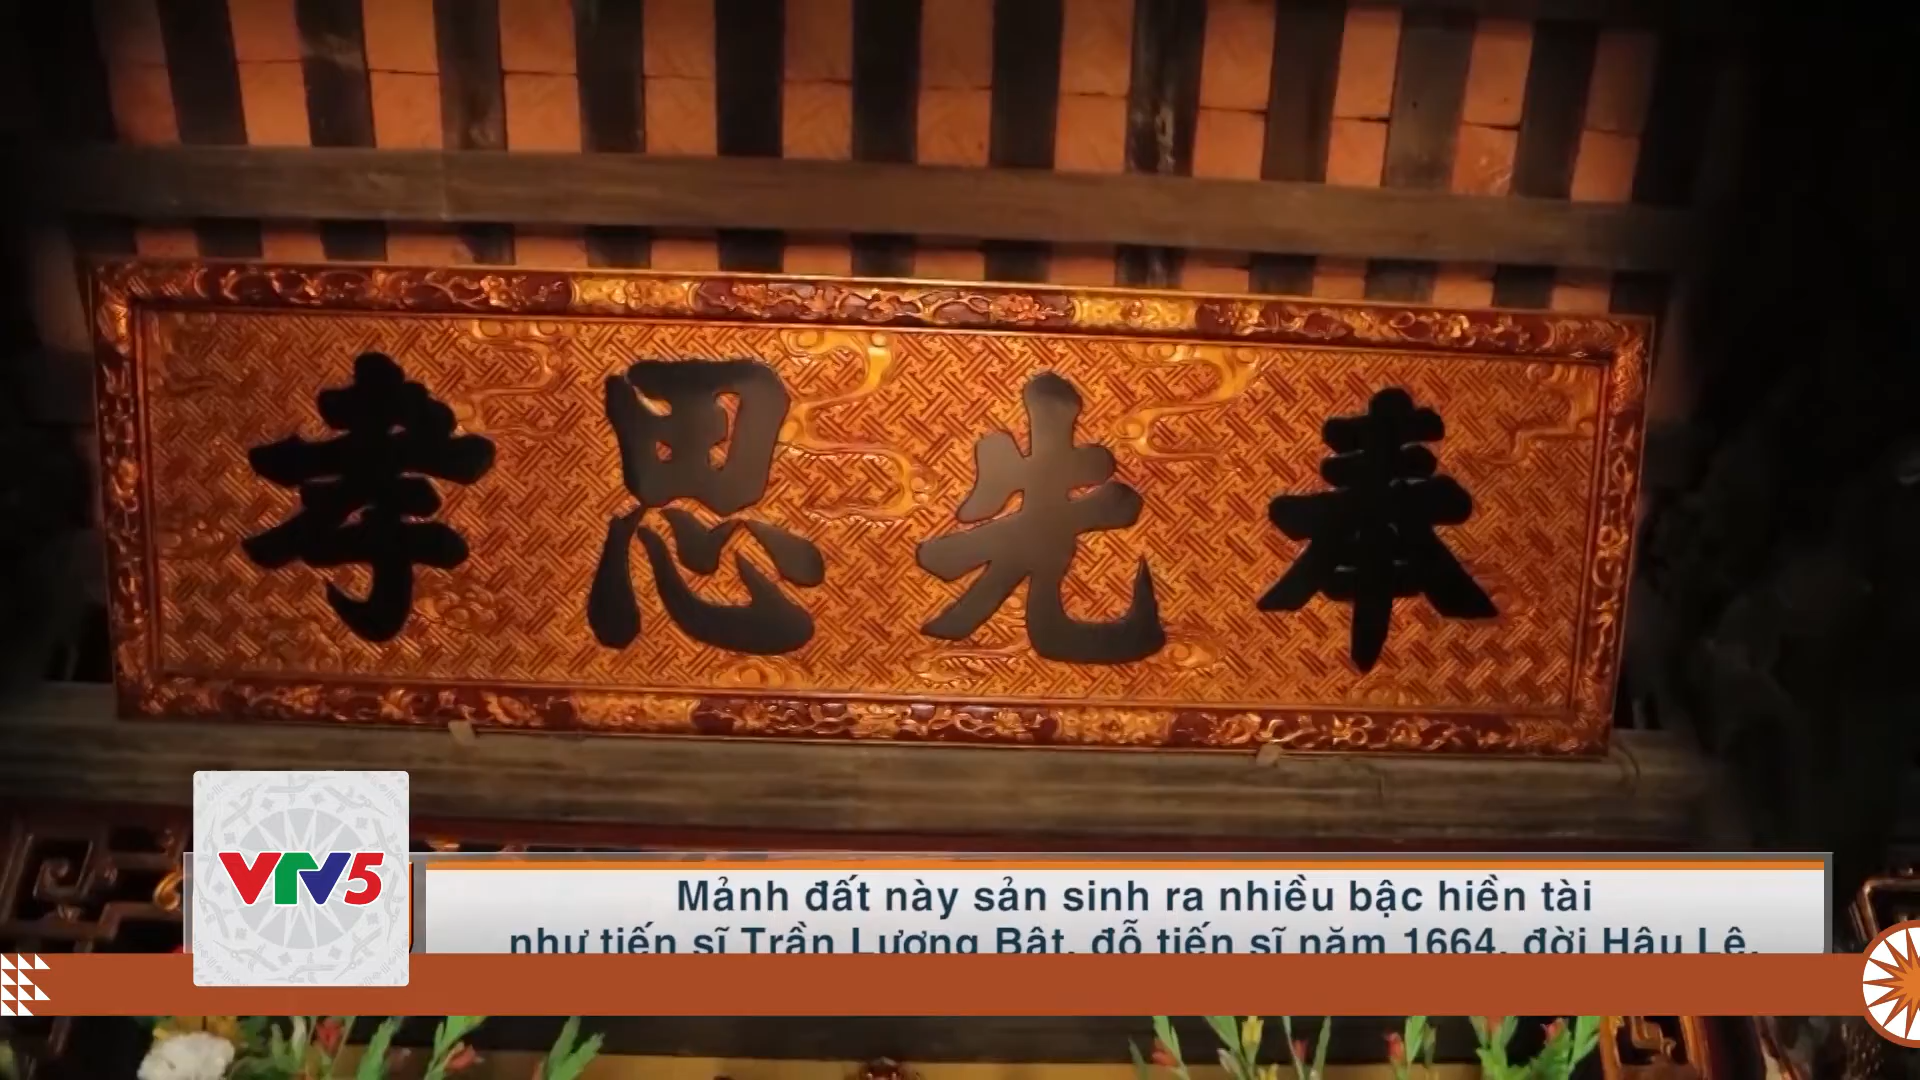 孝思先奉
VTV5
Mảnh đất này sản sinh ra nhiều bậc hiền tài
như tiến sĩ Trần Lương Bật, đỗ tiến sĩ năm 1664, đời Hậu Lê.